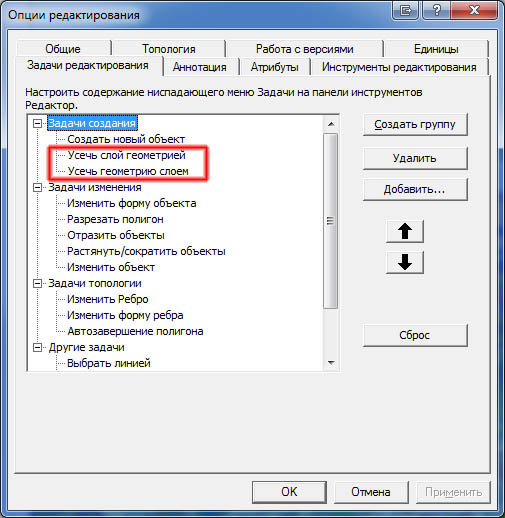 Опции редактирования
Общие
Топология
Работа с версиями
Единицы
Задачи редактирования
Аннотация
Атрибуты
Инструменты редактирования
Настроить содержание ниспадающего меню Задачи на панели инструментов
Редактор.
Задачи создания
Создать новый объект
Усечь слой геометрией
Усечь геометрию слоем
Задачи изменения
Изменить форму объекта
Разрезать полигон
Отразить объекты
Растянуть/сократить объекты
Изменить объект
Задачи топологии
Изменить Ребро
Изменить форму ребра
Автозавершение полигона
Другие задачи
Выбрать линией
Создать группу
Удалить
Добавить...
Сброс
OK
Отмена
Применить